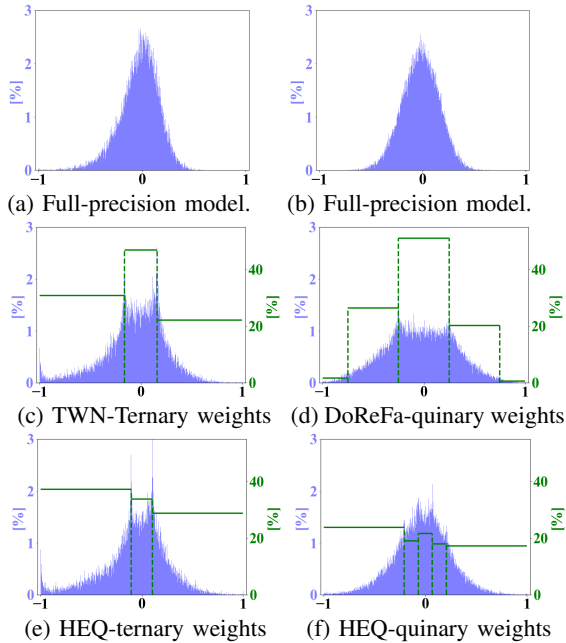 3 3
[%] 2 [%] 2
1 1
0 0
−1 0 1 −1 0 1
(a) Full-precision model. (b) Full-precision model.
3 3
40 40
[%] 2 [%] [%] 2 [%]
20 20
1 1
0 0 0 0
−1 0 1 −1 0 1
(c) TWN-Ternary weights (d) DoReFa-quinary weights
3 3
40 40
[%] 2 [%] [%] 2 [%]
20 20
1 1
0 0 0 0
−1 0 1 −1 0 1
(e) HEQ-ternary weights (f) HEQ-quinary weights